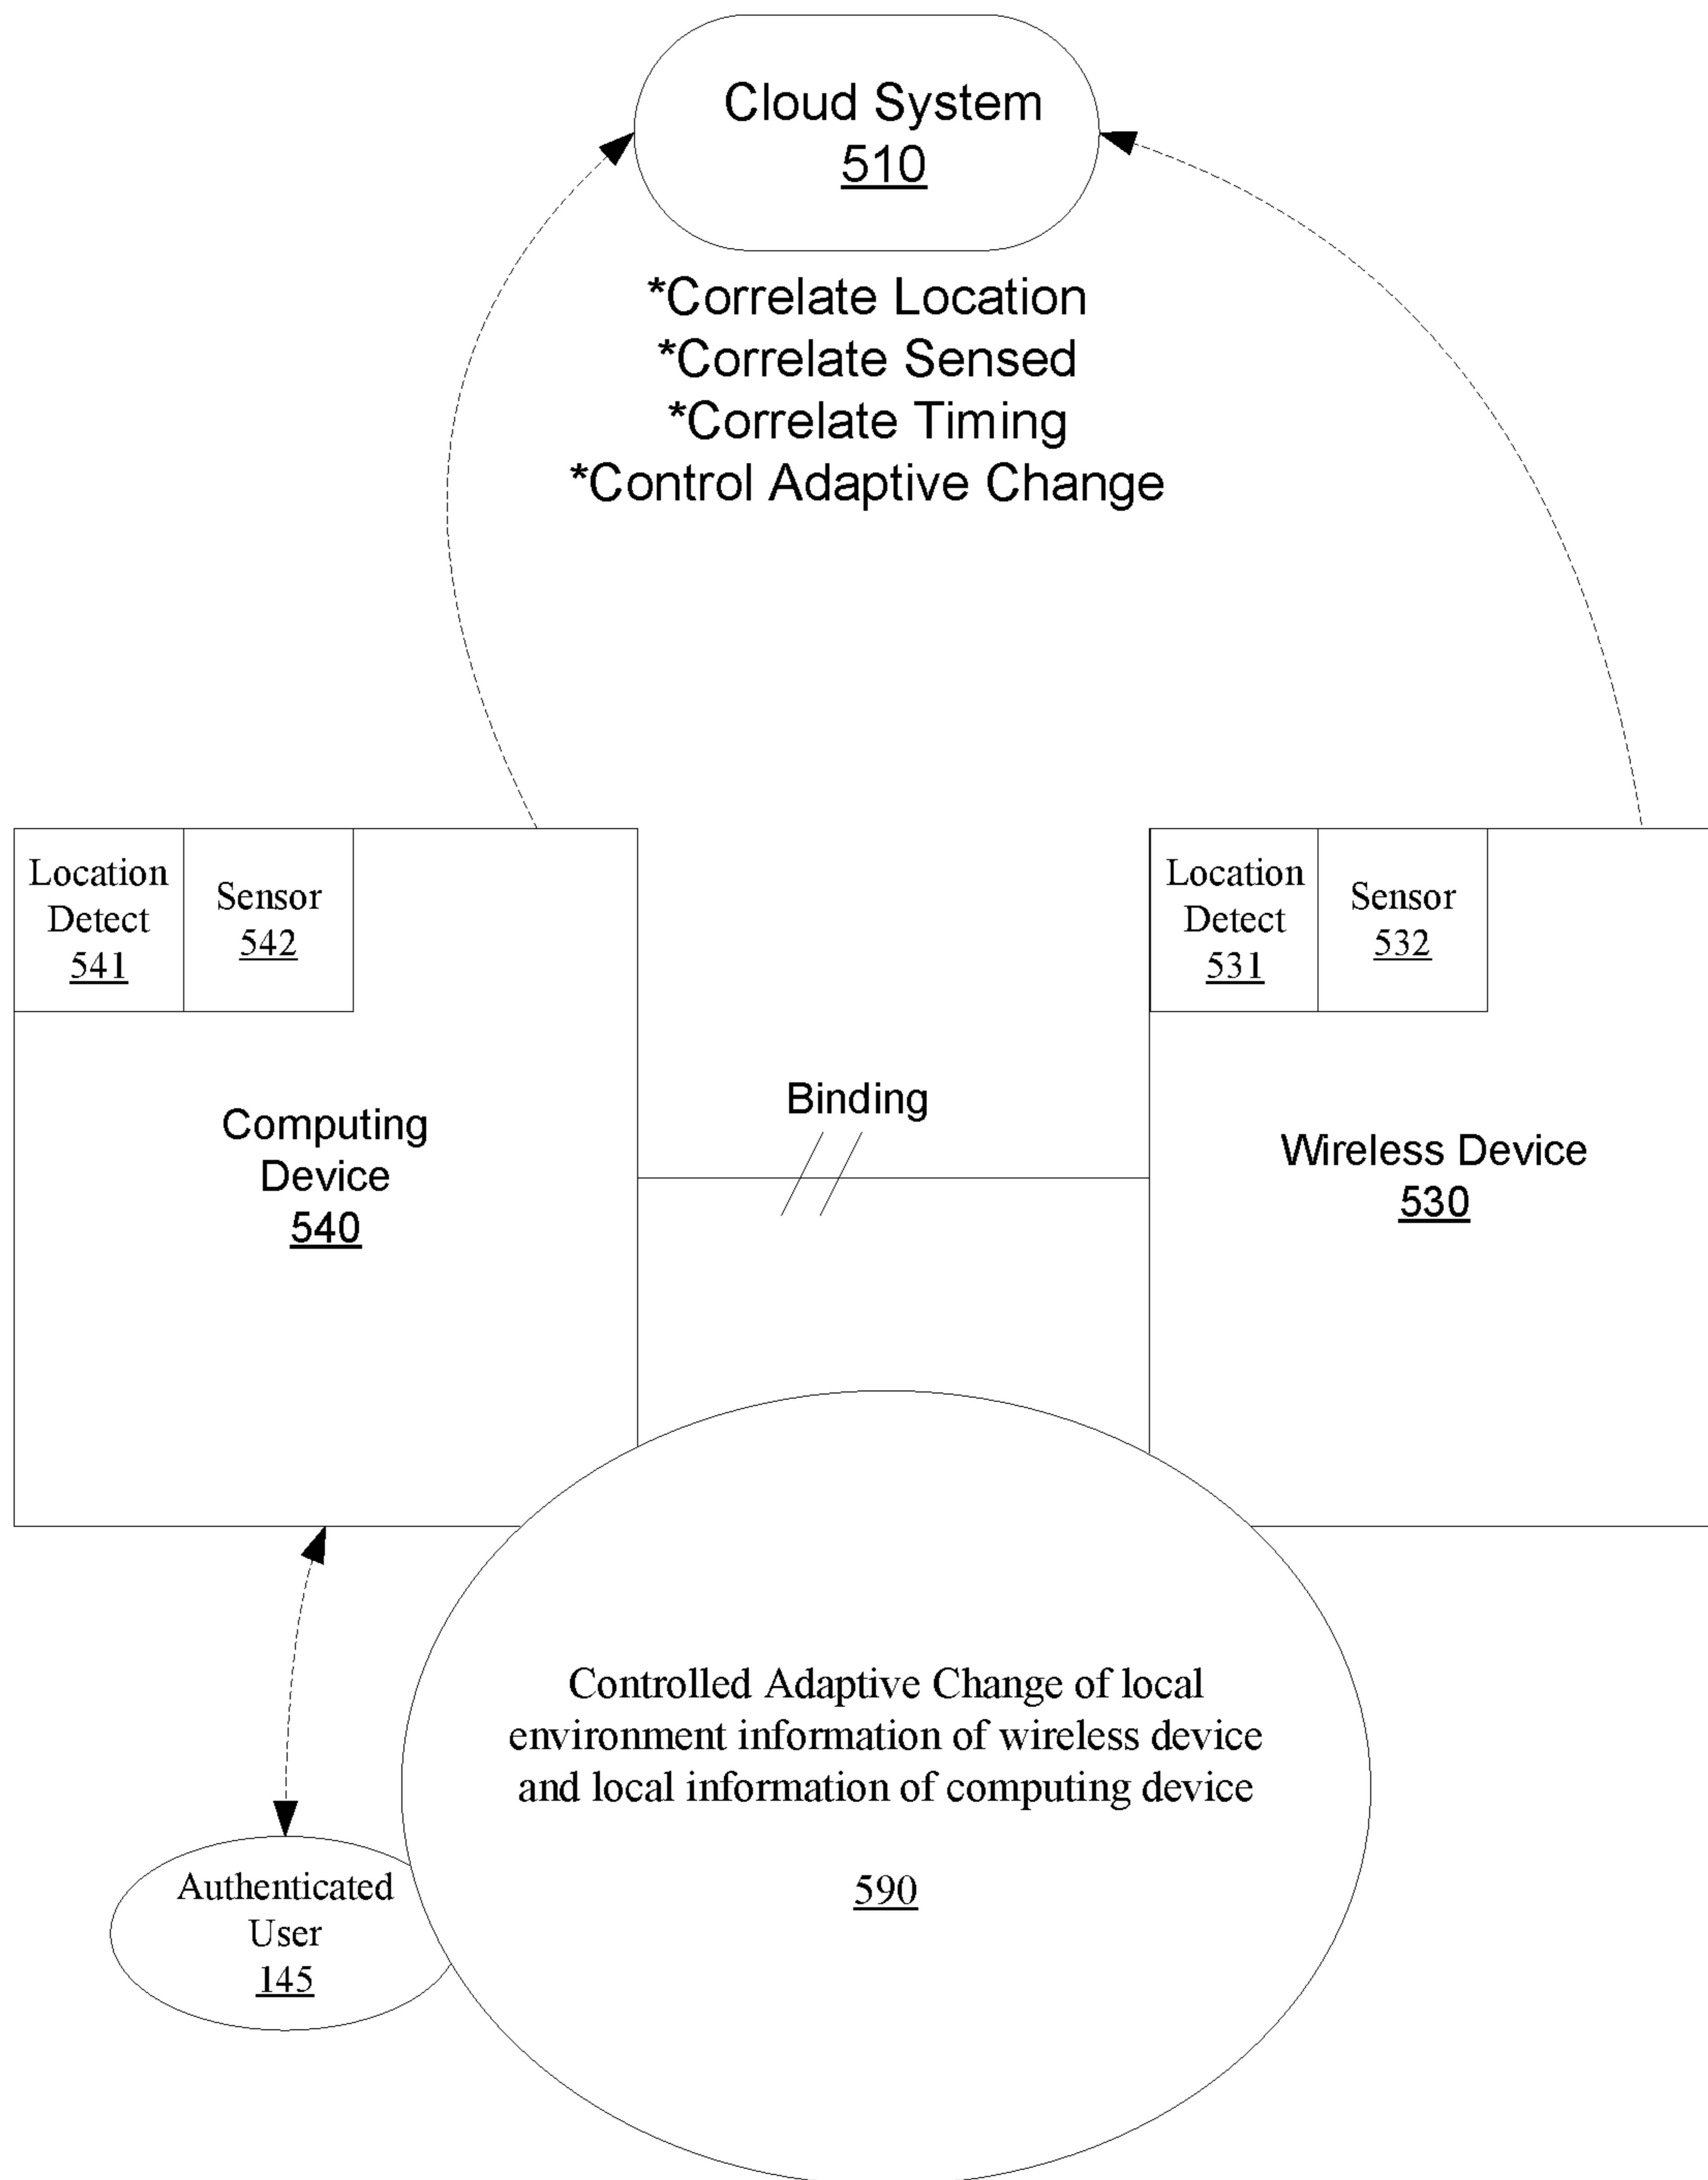 Cloud System
510
*Correlate Location
*Correlate Sensed
*Correlate Timing
*Control Adaptive Change
Location
Detect
541
Sensor
542
Location
Detect
531
Sensor
532
Computing
Device
540
Binding
Wireless Device
530
Controlled Adaptive Change of local
environment information of wireless device
and local information of computing device
590
Authenticated
User
145